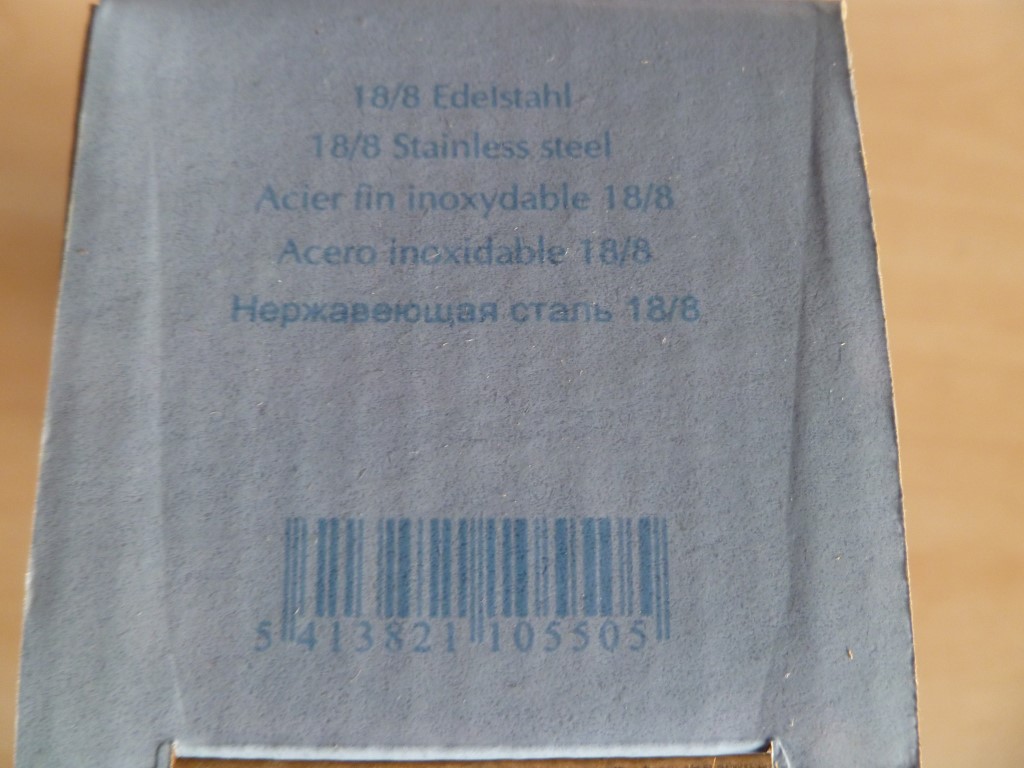 18/8 Edelstahl
18/8 Stainless steel
Acier fin inoxydable 18/8
Acero inoxidable 18/8
Нержавеющая сталь 18/8
5 413821 105505